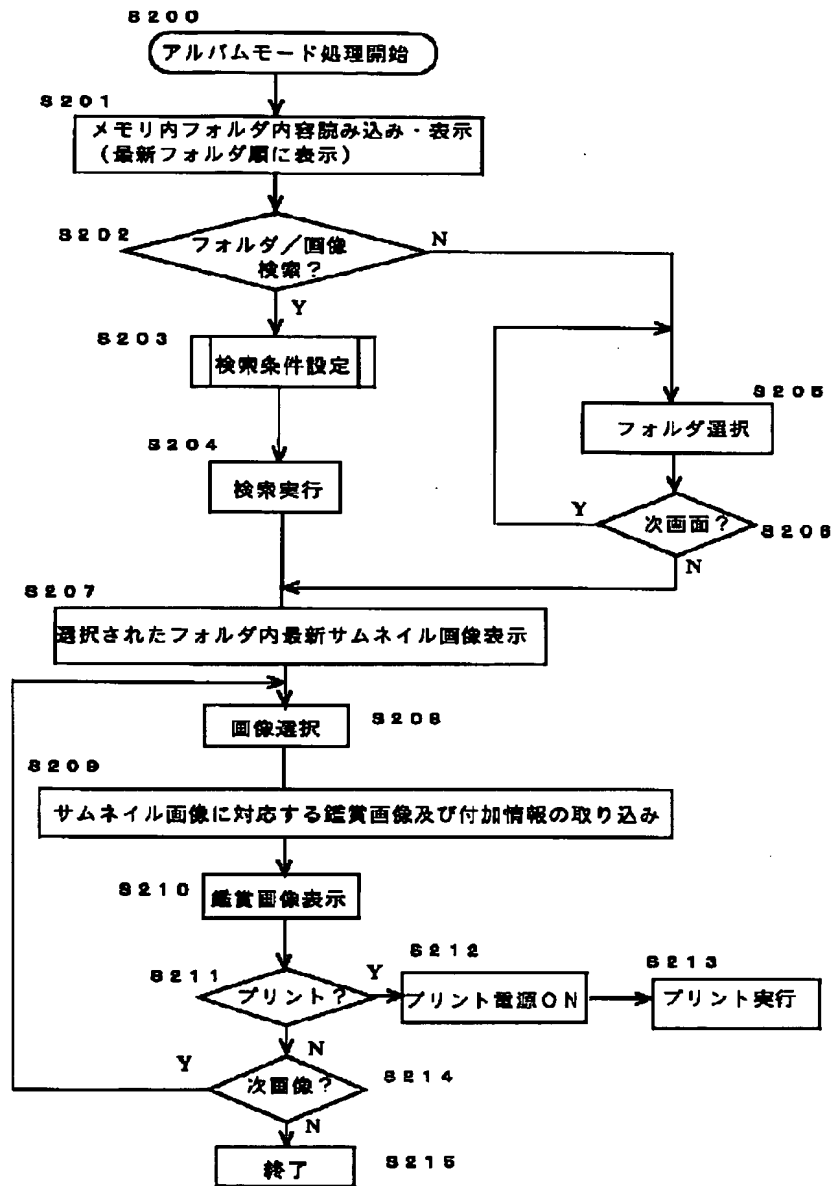 S200
アルバムモード処理開始
S201
メモリ内フォルダ内容読み込み・表示
(最新フォルダ順に表示)
S202
フォルダ/画像
検索?
N
Y
S203
検索条件設定
S204
検索実行
S205
フォルダ選択
Y
次画面?
S206
N
S207
選択されたフォルダ内最新サムネイル画像表示
画像選択
S208
S209
サムネイル画像に対応する鑑賞画像及び付加情報の取り込み
S210
鑑賞画像表示
S211
プリント?
Y
S212
プリント電源ON
S213
プリント実行
N
Y
次画像?
S214
N
終了
S215